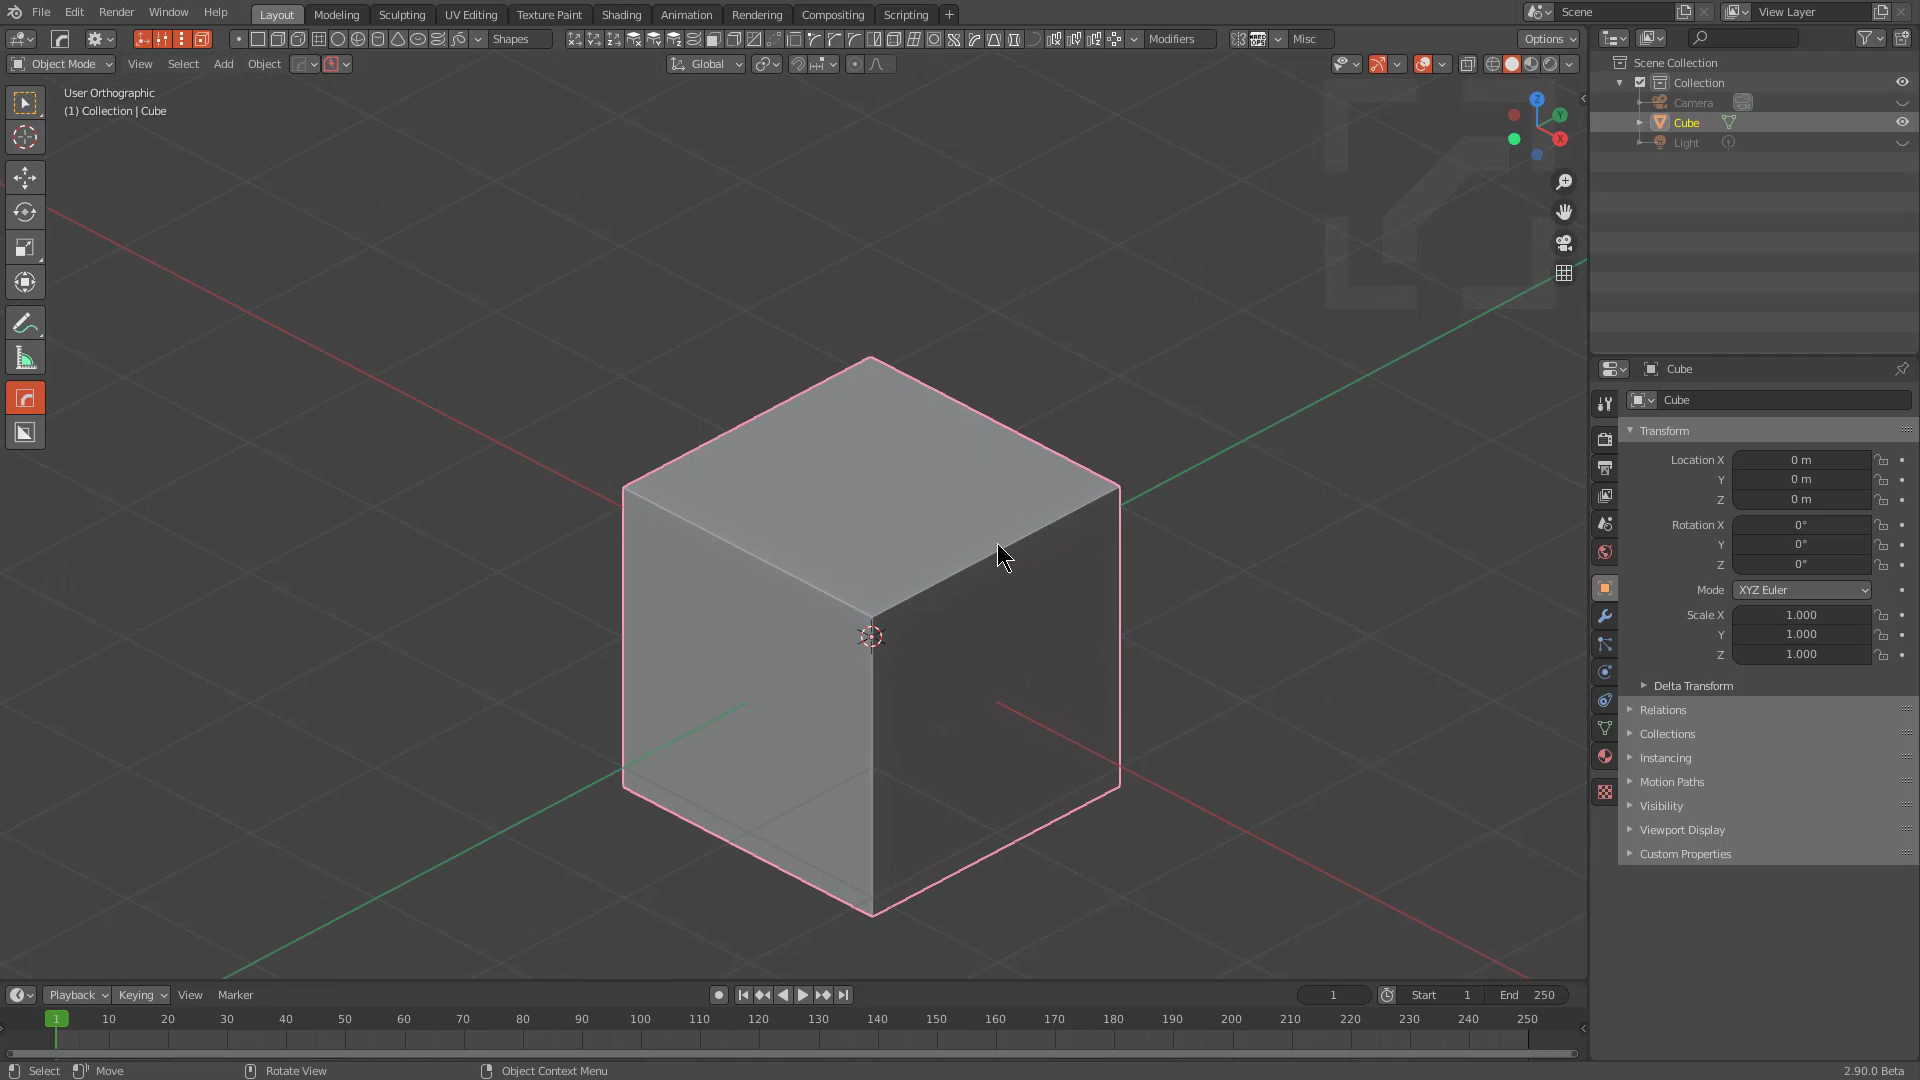 File Edit Render Window Help Layout Modeling Sculpting UV Editing Texture Paint Shading Animation Rendering Compositing Scripting + Scene View Layer
Shapes Modifiers Misc Options
Object Mode View Select Add Object Global
User Orthographic
(1) Collection | Cube
Z
Y
X
Scene Collection
Collection
Camera
Cube
Light
Cube
Cube
Transform
Location X 0 m
Y 0 m
Z 0 m
Rotation X 0°
Y 0°
Z 0°
Mode XYZ Euler
Scale X 1.000
Y 1.000
Z 1.000
Delta Transform
Relations
Collections
Instancing
Motion Paths
Visibility
Viewport Display
Custom Properties
Playback Keying View Marker 1 Start 1 End 250
1 10 20 30 40 50 60 70 80 90 100 110 120 130 140 150 160 170 180 190 200 210 220 230 240 250
Select Move Rotate View Object Context Menu 2.90.0 Beta